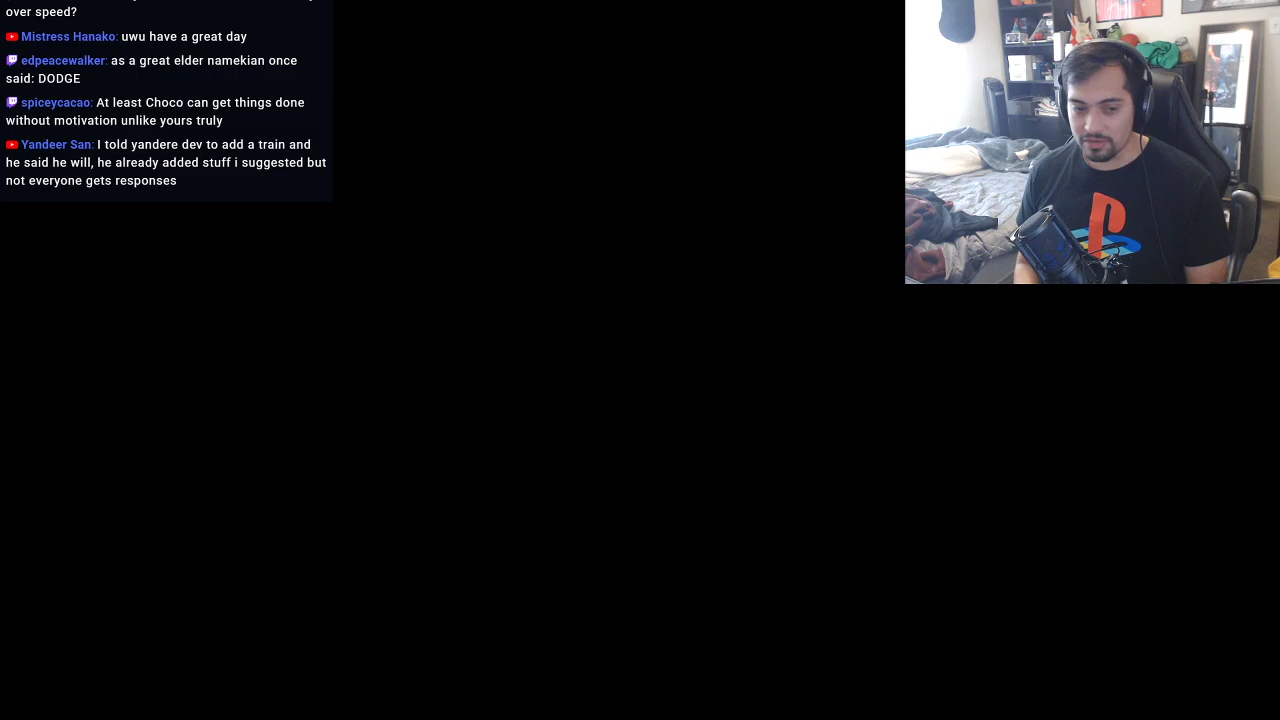 over speed?
Mistress Hanako: uwu have a great day
edpeacewalker: as a great elder namekian once
said: DODGE
spiceycacao: At least Choco can get things done
without motivation unlike yours truly
Yandeer San: I told yandere dev to add a train and
he said he will, he already added stuff i suggested but
not everyone gets responses